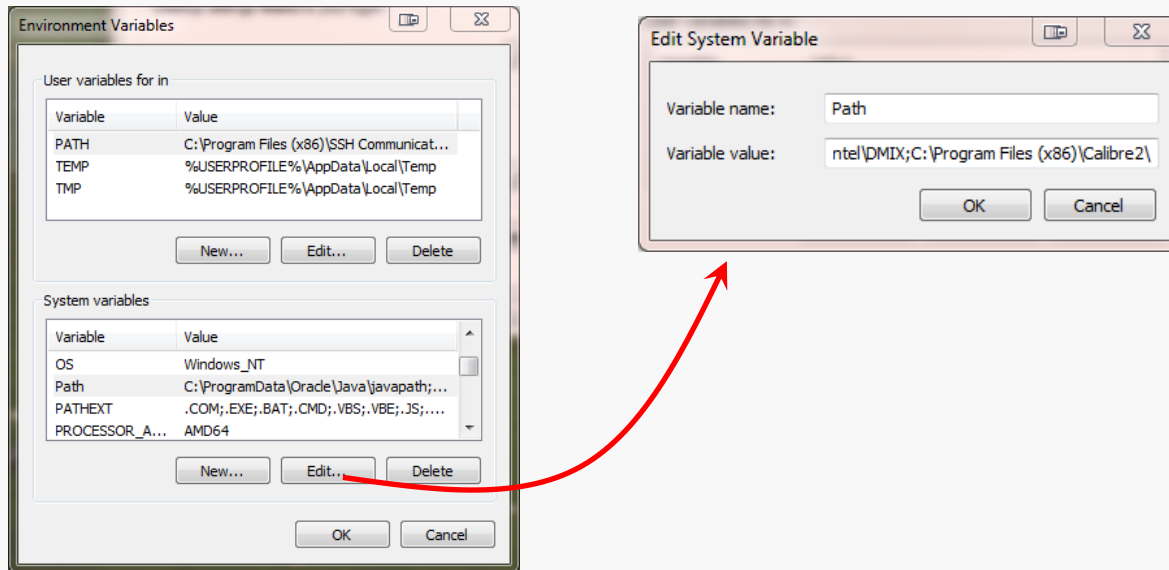 Environment Variables
User variables for in
Variable Value
PATH C:\Program Files (x86)\SSH Communicat...
TEMP %USERPROFILE%\AppData\Local\Temp
TMP %USERPROFILE%\AppData\Local\Temp
New... Edit... Delete
System variables
Variable Value
OS Windows_NT
Path C:\ProgramData\Oracle\Java\javapath;...
PATHEXT .COM;.EXE;.BAT;.CMD;.VBS;.VBE;.JS;....
PROCESSOR_A... AMD64
New... Edit... Delete
OK Cancel
Edit System Variable
Variable name: Path
Variable value: ntel\DMIX;C:\Program Files (x86)\Calibre2\
OK Cancel